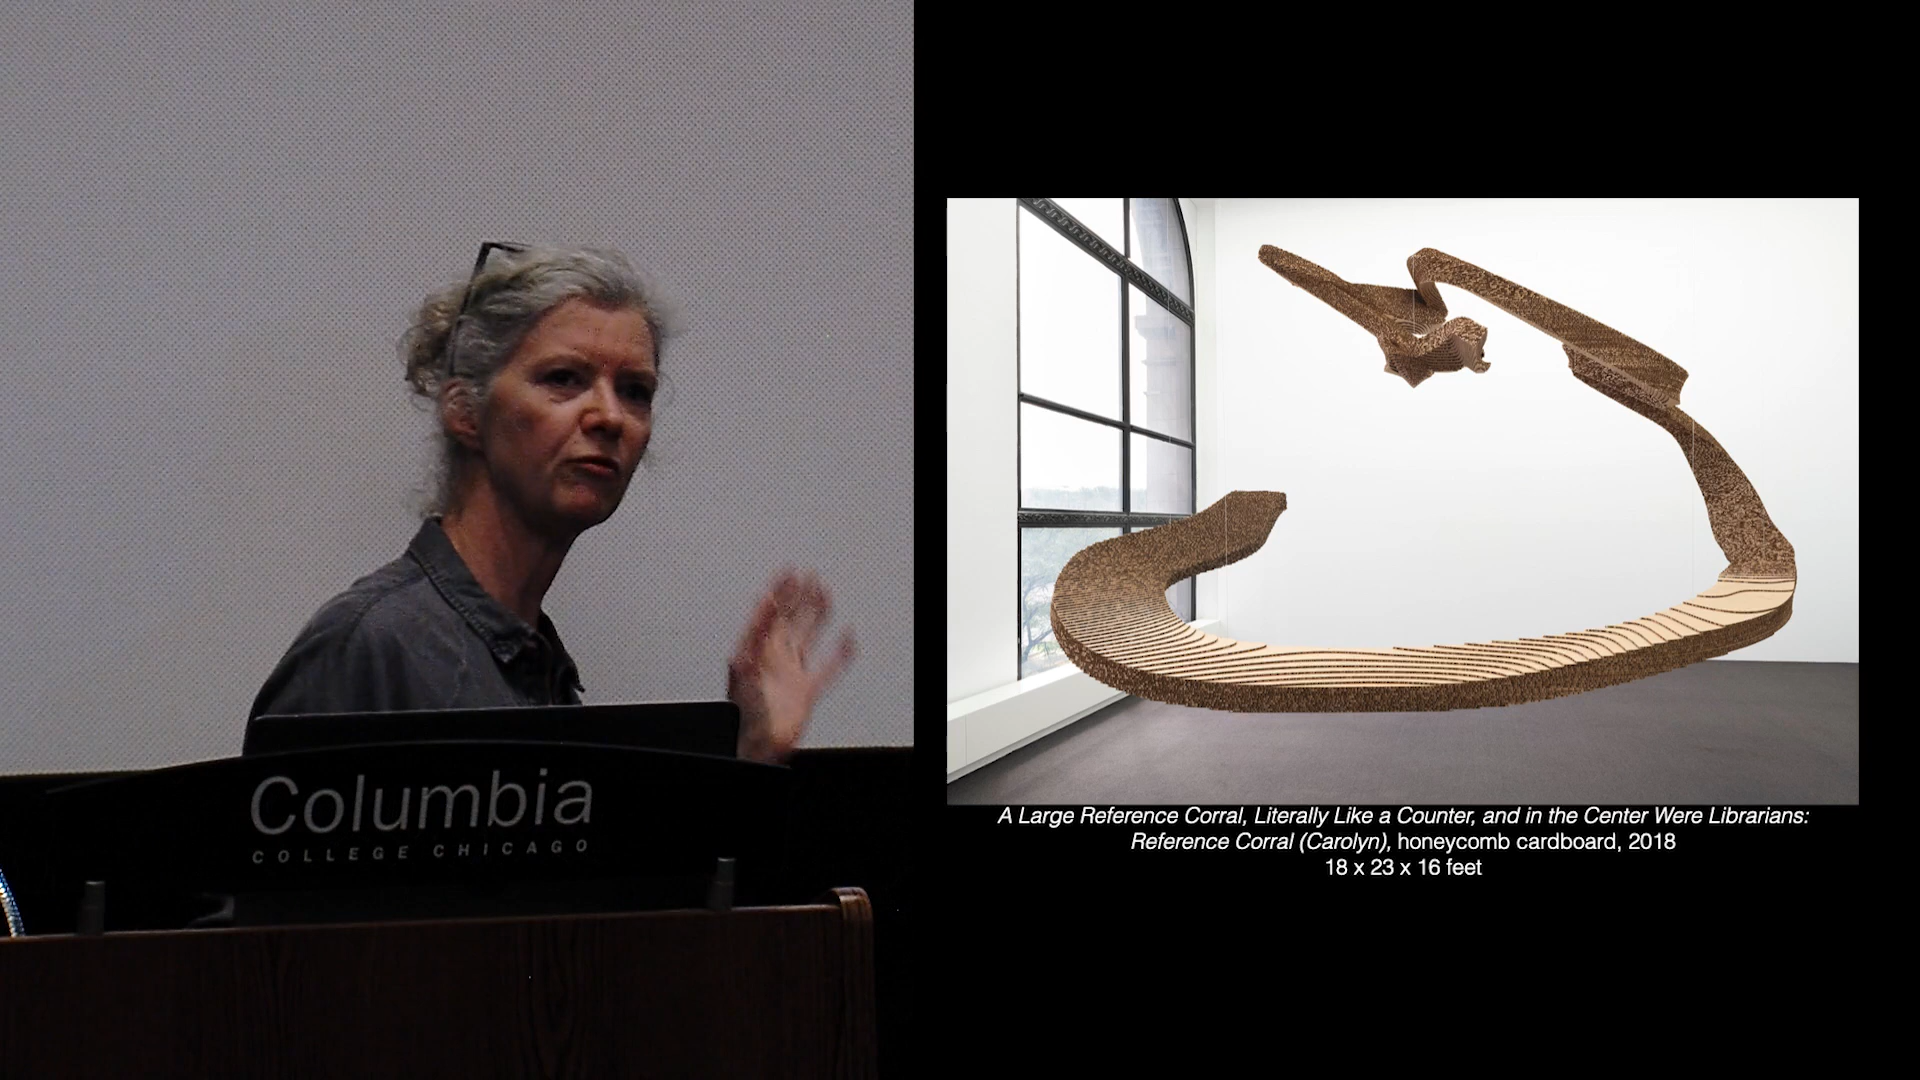 Columbia
COLLEGE CHICAGO
A Large Reference Corral, Literally Like a Counter, and in the Center Were Librarians:
Reference Corral (Carolyn), honeycomb cardboard, 2018
18 x 23 x 16 feet